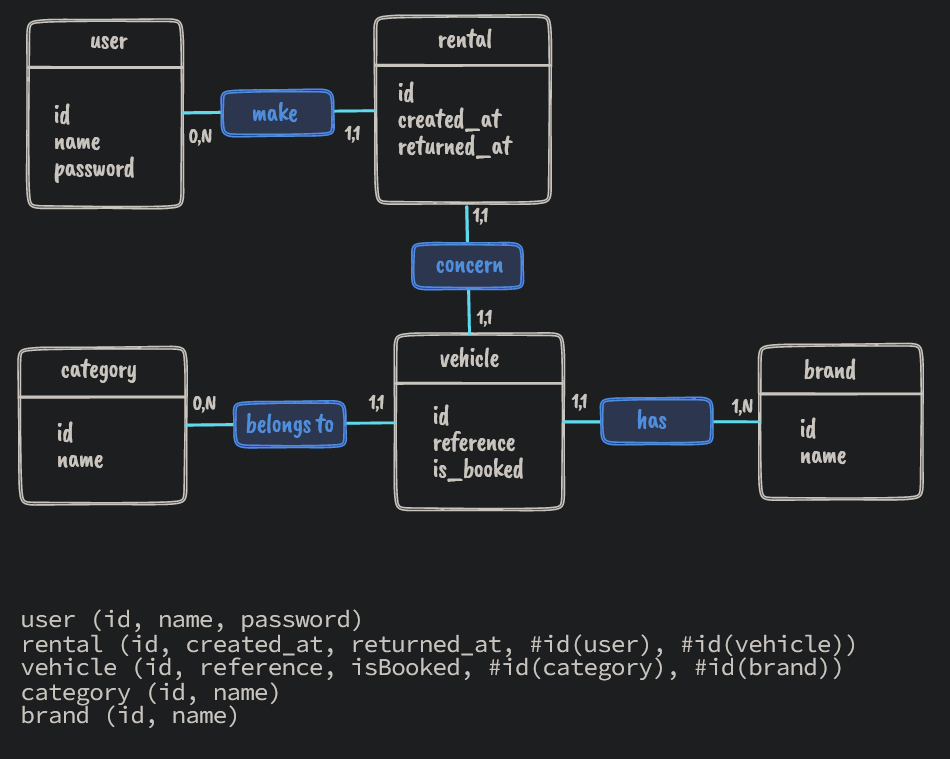 user
id
name
password
make
0,N
1,1
rental
id
created_at
returned_at
1,1
concern
1,1
category
id
name
0,N
belongs to
1,1
vehicle
id
reference
is_booked
1,1
has
1,N
brand
id
name
user (id, name, password)
rental (id, created_at, returned_at, #id(user), #id(vehicle))
vehicle (id, reference, isBooked, #id(category), #id(brand))
category (id, name)
brand (id, name)